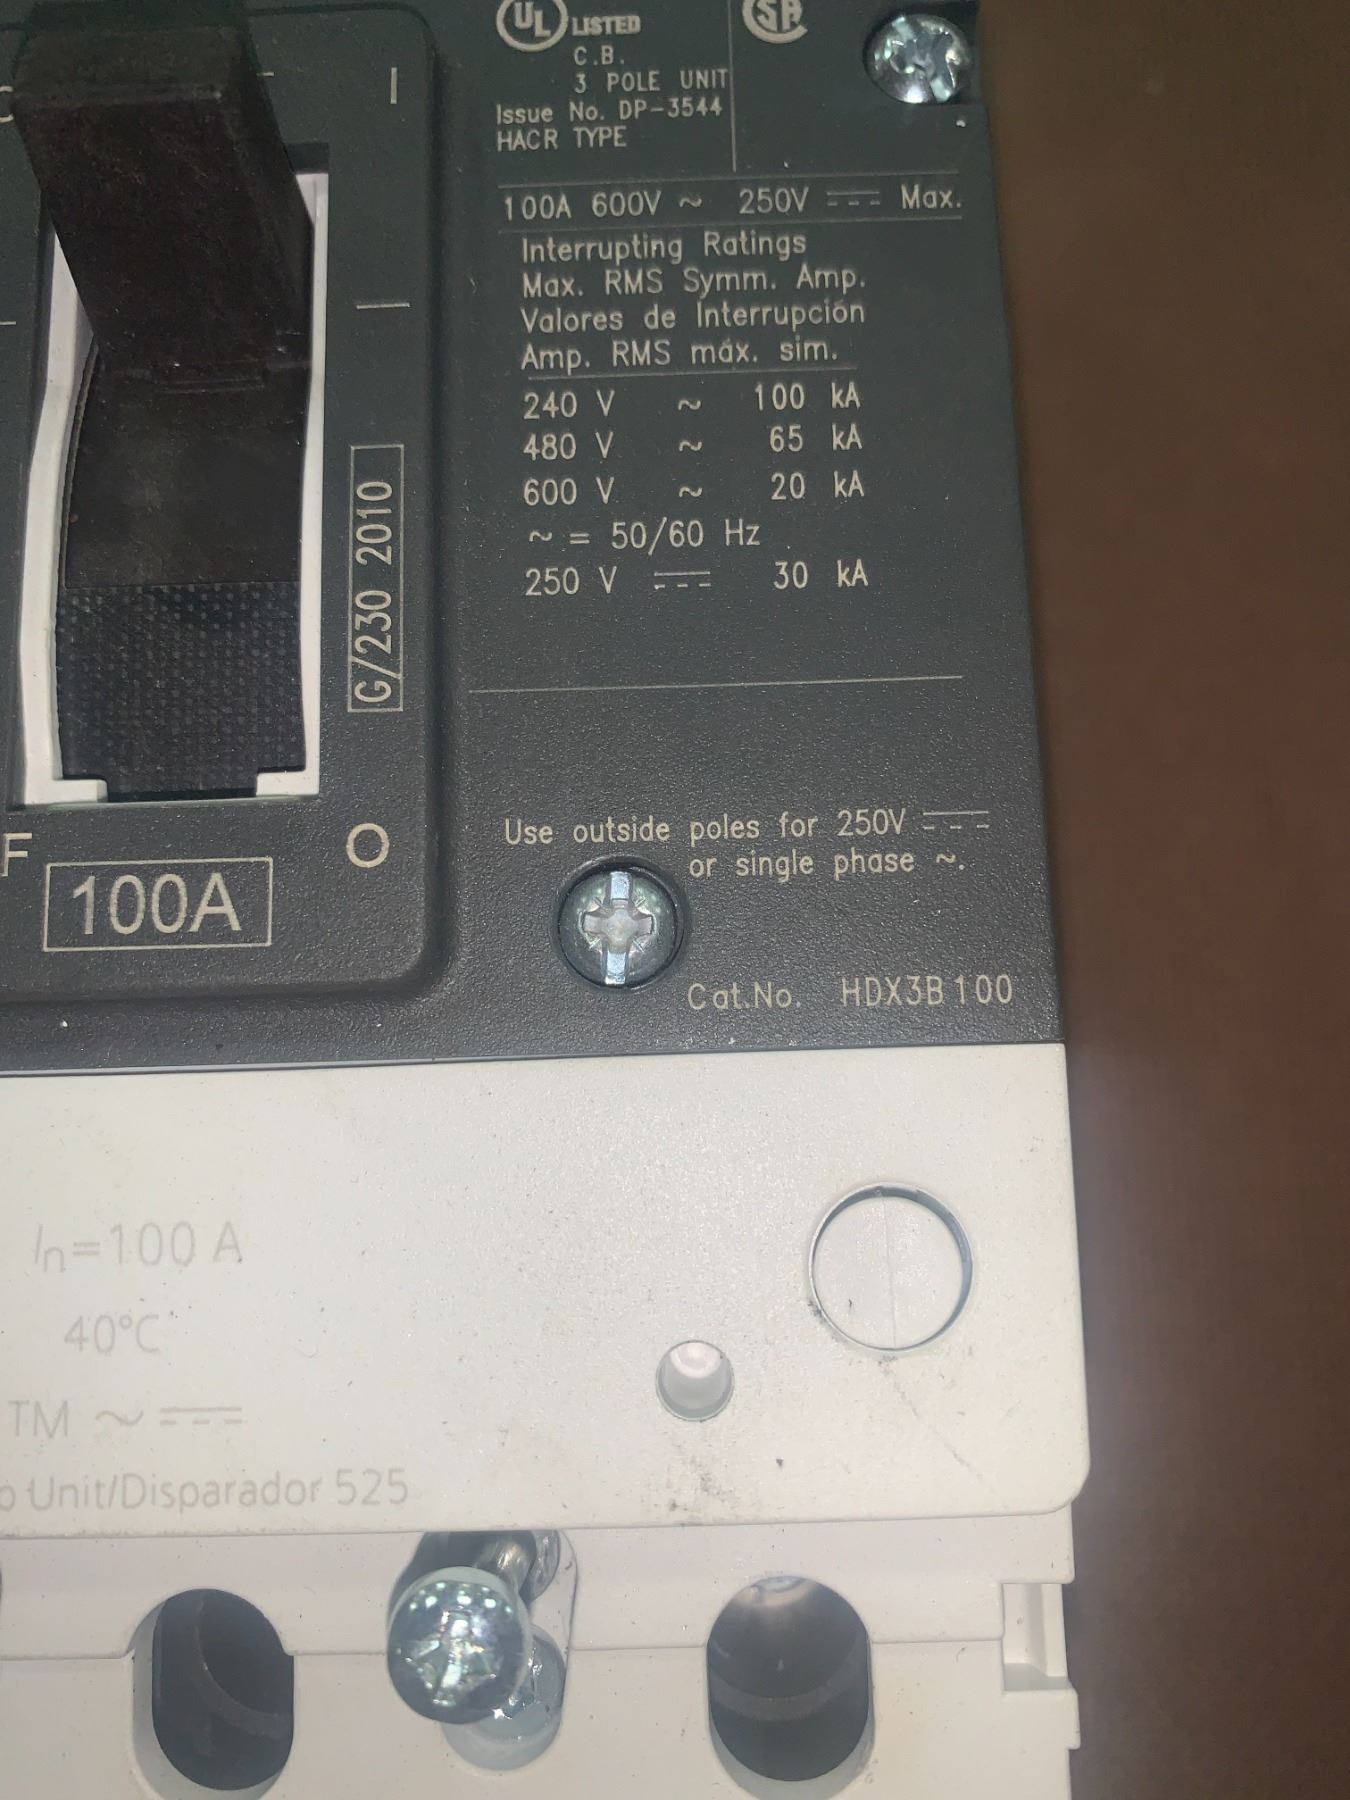 UL LISTED
C.B.
3 POLE UNIT
Issue No. DP-3544
HACR TYPE
I
100A 600V ~ 250V ⎓ Max.
Interrupting Ratings
Max. RMS Symm. Amp.
Valores de Interrupción
Amp. RMS máx. sim.
240 V ~ 100 kA
480 V ~ 65 kA
600 V ~ 20 kA
~ = 50/60 Hz
250 V ⎓ 30 kA
G/230 2010
Use outside poles for 250V ⎓
or single phase ~.
O
100A
Cat.No. HDX3B100
In=100 A
40°C
TM ~ ⎓
Unit/Disparador 525